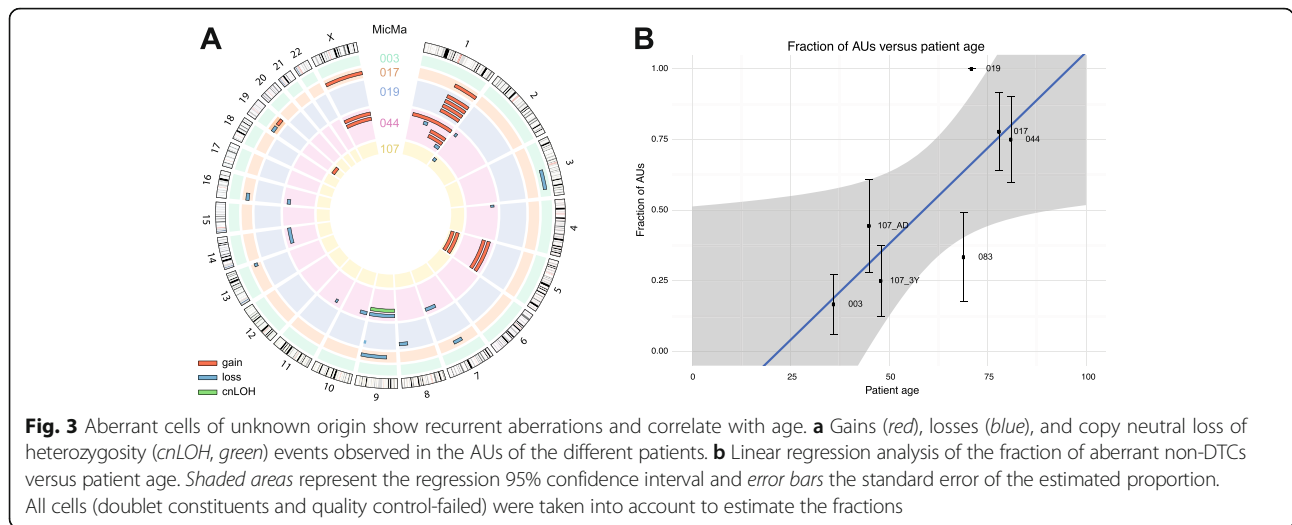 A
MicMa
003
017
019
044
107
1
2
3
4
5
6
7
8
9
10
11
12
13
14
15
16
17
18
19
20
21
22
X
gain
loss
cnLOH
B
Fraction of AUs versus patient age
Fraction of AUs
1.00
0.75
0.50
0.25
0.00
019
017
044
107_AD
083
107_3Y
003
0 25 50 75 100
Patient age
Fig. 3 Aberrant cells of unknown origin show recurrent aberrations and correlate with age. a Gains (red), losses (blue), and copy neutral loss of
heterozygosity (cnLOH, green) events observed in the AUs of the different patients. b Linear regression analysis of the fraction of aberrant non-DTCs
versus patient age. Shaded areas represent the regression 95% confidence interval and error bars the standard error of the estimated proportion.
All cells (doublet constituents and quality control-failed) were taken into account to estimate the fractions